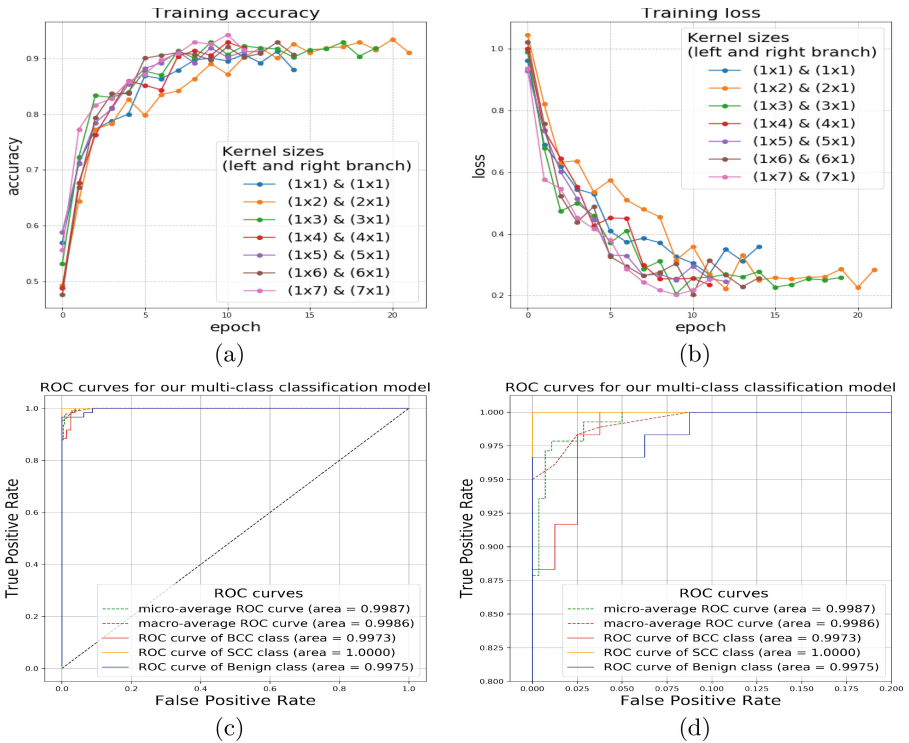 Training accuracy
accuracy
0.9
0.8
0.7
0.6
0.5
Kernel sizes
(left and right branch)
(1x1) & (1x1)
(1x2) & (2x1)
(1x3) & (3x1)
(1x4) & (4x1)
(1x5) & (5x1)
(1x6) & (6x1)
(1x7) & (7x1)
0 5 10 15 20
epoch
(a)
Training loss
loss
1.0
0.8
0.6
0.4
0.2
Kernel sizes
(left and right branch)
(1x1) & (1x1)
(1x2) & (2x1)
(1x3) & (3x1)
(1x4) & (4x1)
(1x5) & (5x1)
(1x6) & (6x1)
(1x7) & (7x1)
0 5 10 15 20
epoch
(b)
ROC curves for our multi-class classification model
True Positive Rate
1.0
0.8
0.6
0.4
0.2
0.0
ROC curves
micro-average ROC curve (area = 0.9987)
macro-average ROC curve (area = 0.9986)
ROC curve of BCC class (area = 0.9973)
ROC curve of SCC class (area = 1.0000)
ROC curve of Benign class (area = 0.9975)
0.0 0.2 0.4 0.6 0.8 1.0
False Positive Rate
(c)
ROC curves for our multi-class classification model
True Positive Rate
1.000
0.975
0.950
0.925
0.900
0.875
0.850
0.825
0.800
ROC curves
micro-average ROC curve (area = 0.9987)
macro-average ROC curve (area = 0.9986)
ROC curve of BCC class (area = 0.9973)
ROC curve of SCC class (area = 1.0000)
ROC curve of Benign class (area = 0.9975)
0.000 0.025 0.050 0.075 0.100 0.125 0.150 0.175 0.200
False Positive Rate
(d)